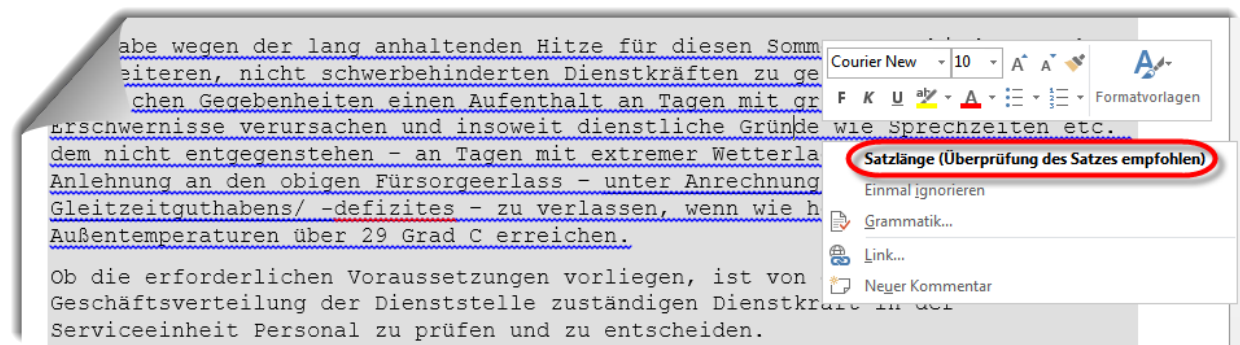 abe wegen der lang anhaltenden Hitze für diesen Somm
eiteren, nicht schwerbehinderten Dienstkräften zu ge
chen Gegebenheiten einen Aufenthalt an Tagen mit gr
Erschwernisse verursachen und insoweit dienstliche Gründe wie Sprechzeiten etc.
dem nicht entgegenstehen – an Tagen mit extremer Wetterla
Anlehnung an den obigen Fürsorgeerlass – unter Anrechnung
Gleitzeitguthabens/ -defizites – zu verlassen, wenn wie h
Außentemperaturen über 29 Grad C erreichen.
Ob die erforderlichen Voraussetzungen vorliegen, ist von
Geschäftsverteilung der Dienststelle zuständigen Dienstkraft in der
Serviceeinheit Personal zu prüfen und zu entscheiden.
Courier New 10
F K U aby A Formatvorlagen
Satzlänge (Überprüfung des Satzes empfohlen)
Einmal ignorieren
Grammatik...
Link...
Neuer Kommentar